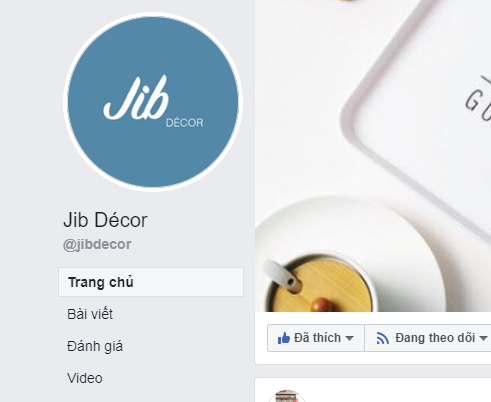 Jib
DÉCOR
Jib Décor
@jibdecor
Trang chủ
Bài viết
Đánh giá
Video
Đã thích
Đang theo dõi